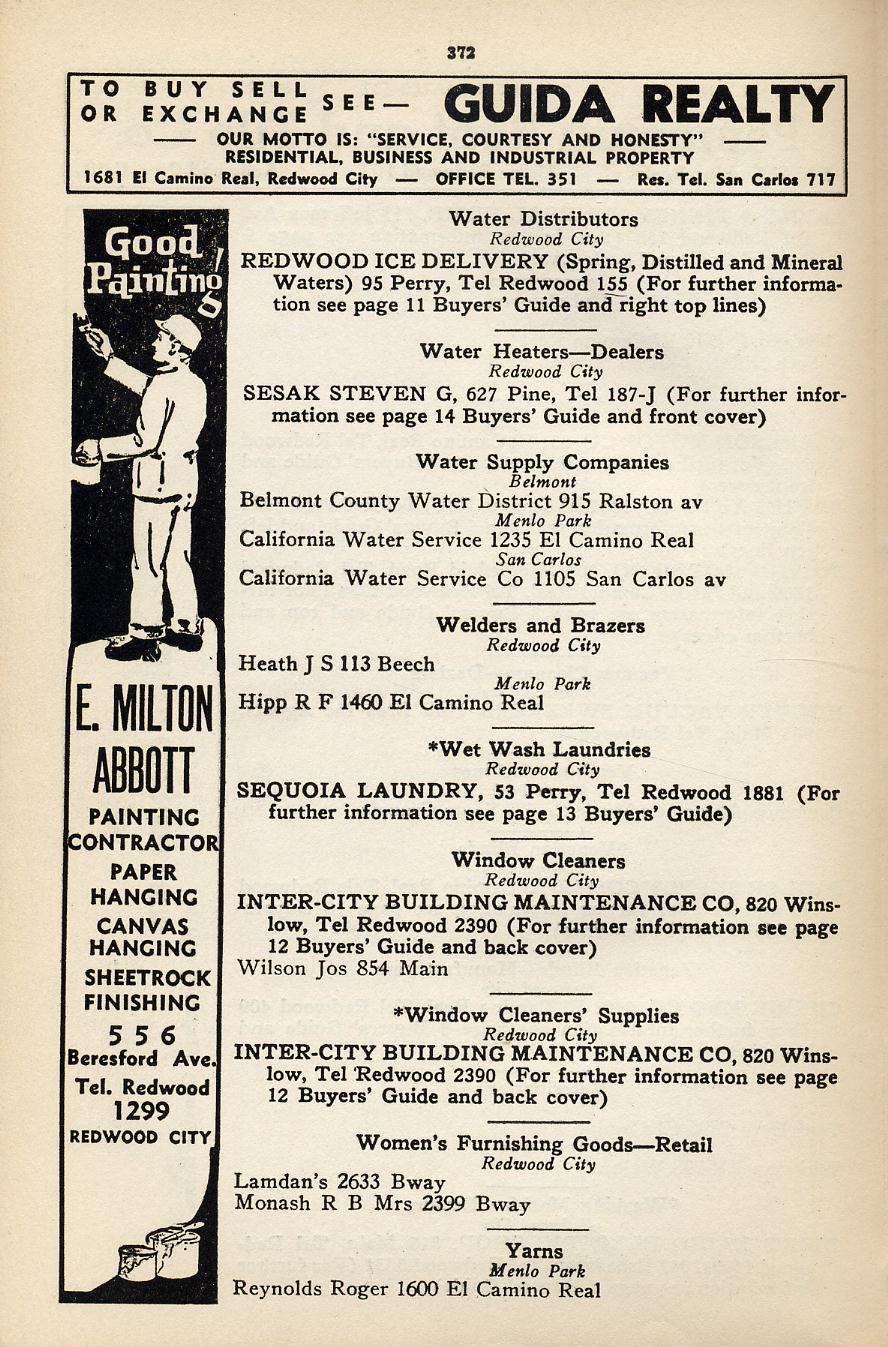 372
TO BUY SELL
OR EXCHANGE SEE— GUIDA REALTY
— OUR MOTTO IS: "SERVICE, COURTESY AND HONESTY" —
RESIDENTIAL, BUSINESS AND INDUSTRIAL PROPERTY
1681 El Camino Real, Redwood City — OFFICE TEL. 351 — Res. Tel. San Carlos 717
Good
Painting!
E. MILTON
ABBOTT
PAINTING
CONTRACTOR
PAPER
HANGING
CANVAS
HANGING
SHEETROCK
FINISHING
5 5 6
Beresford Ave.
Tel. Redwood
1299
REDWOOD CITY
Water Distributors
Redwood City
REDWOOD ICE DELIVERY (Spring, Distilled and Mineral
Waters) 95 Perry, Tel Redwood 155 (For further informa-
tion see page 11 Buyers' Guide and right top lines)
Water Heaters—Dealers
Redwood City
SESAK STEVEN G, 627 Pine, Tel 187-J (For further infor-
mation see page 14 Buyers' Guide and front cover)
Water Supply Companies
Belmont
Belmont County Water District 915 Ralston av
Menlo Park
California Water Service 1235 El Camino Real
San Carlos
California Water Service Co 1105 San Carlos av
Welders and Brazers
Redwood City
Heath J S 113 Beech
Menlo Park
Hipp R F 1460 El Camino Real
*Wet Wash Laundries
Redwood City
SEQUOIA LAUNDRY, 53 Perry, Tel Redwood 1881 (For
further information see page 13 Buyers' Guide)
Window Cleaners
Redwood City
INTER-CITY BUILDING MAINTENANCE CO, 820 Wins-
low, Tel Redwood 2390 (For further information see page
12 Buyers' Guide and back cover)
Wilson Jos 854 Main
*Window Cleaners' Supplies
Redwood City
INTER-CITY BUILDING MAINTENANCE CO, 820 Wins-
low, Tel Redwood 2390 (For further information see page
12 Buyers' Guide and back cover)
Women's Furnishing Goods—Retail
Redwood City
Lamdan's 2633 Bway
Monash R B Mrs 2399 Bway
Yarns
Menlo Park
Reynolds Roger 1600 El Camino Real